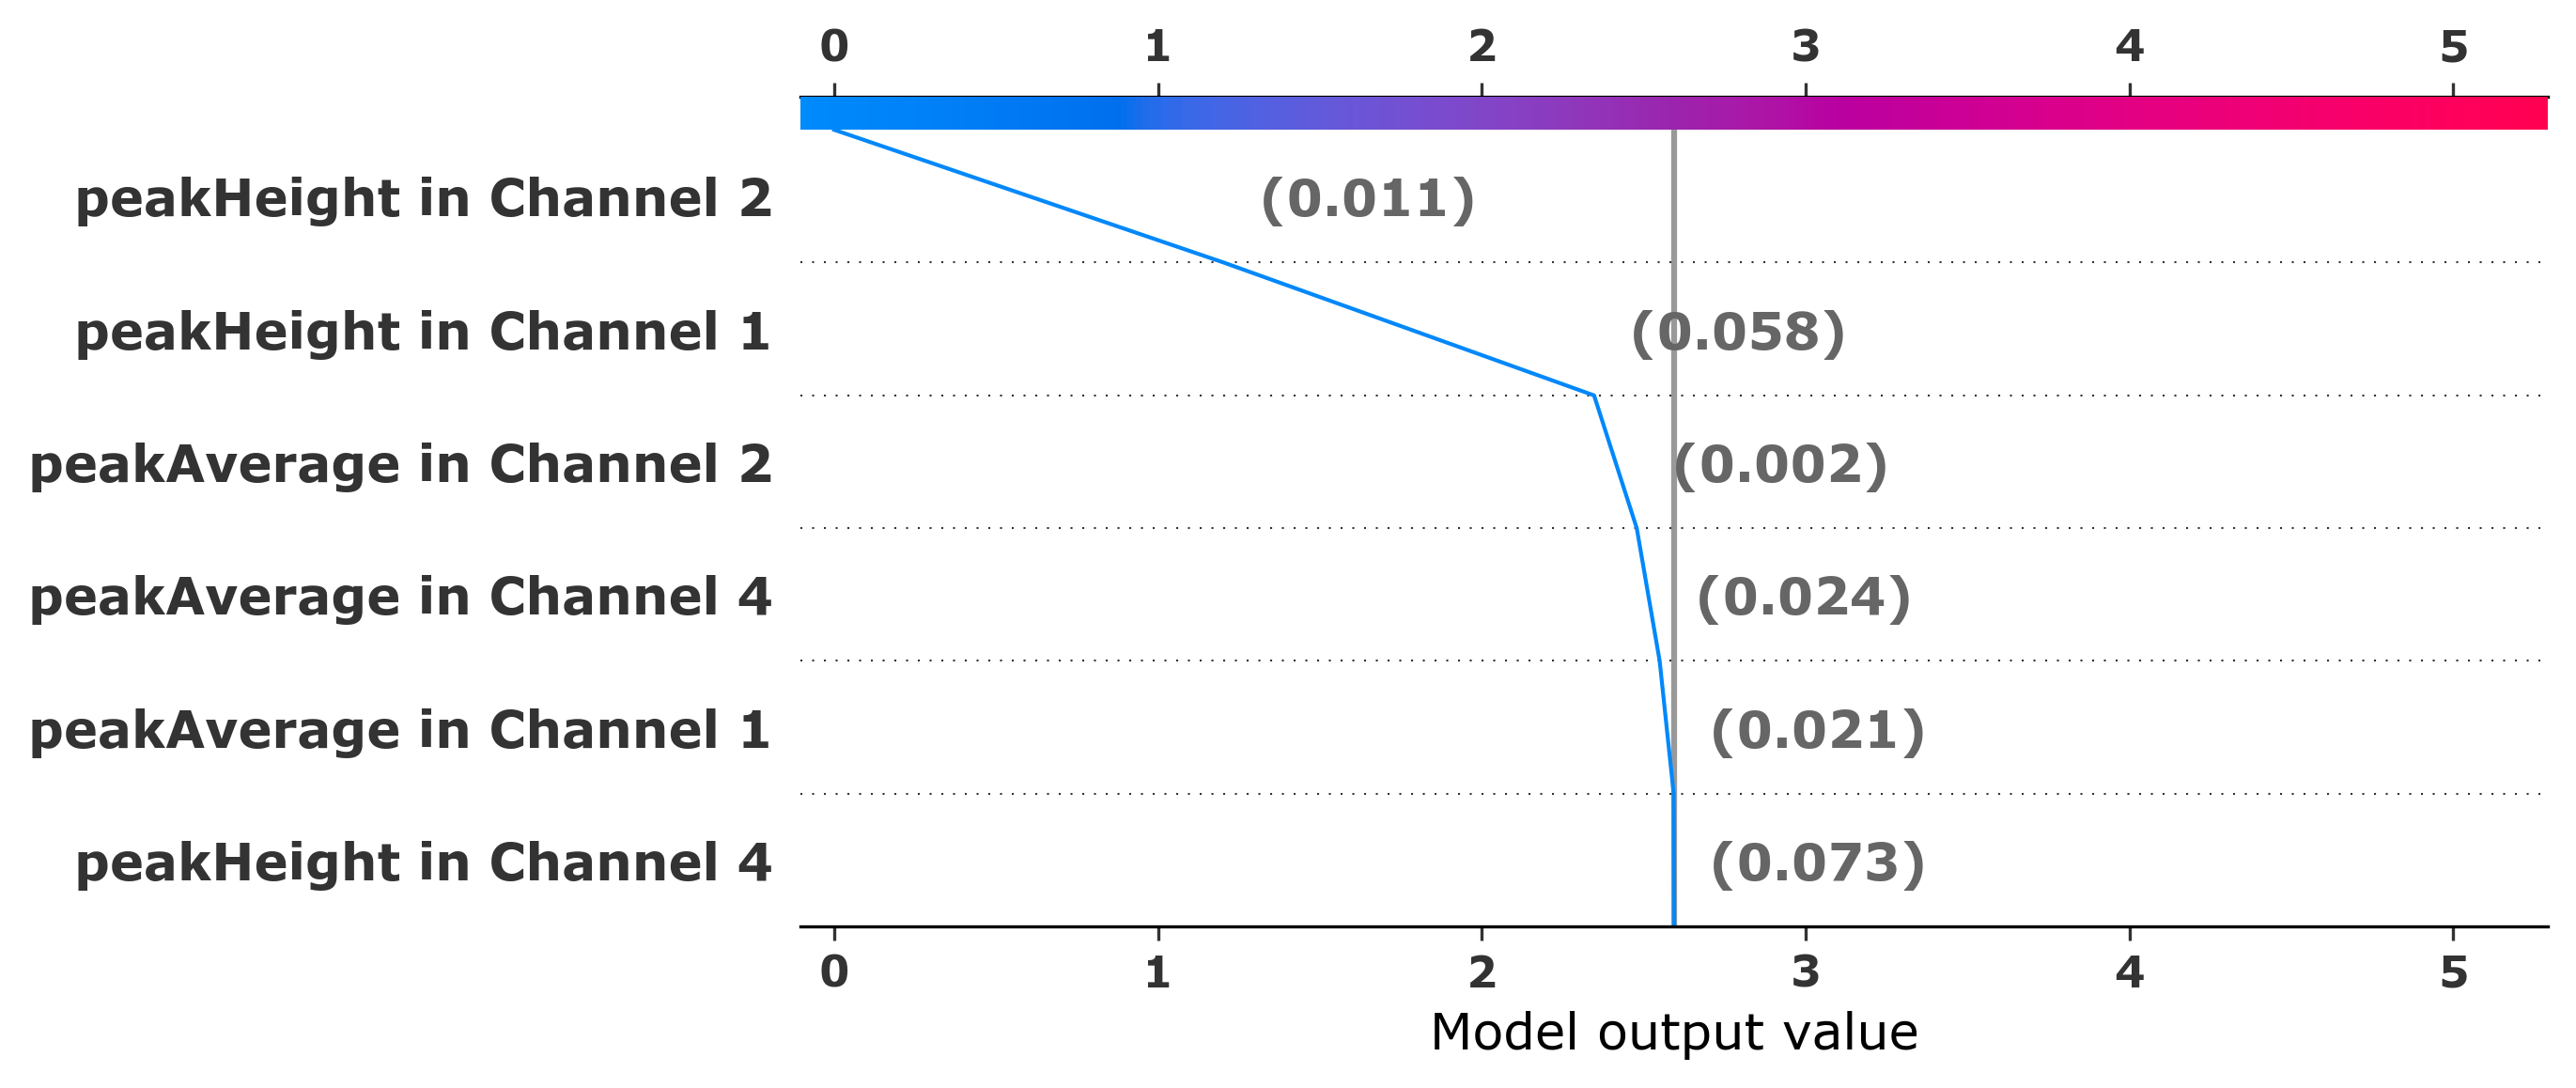 0 1 2 3 4 5
peakHeight in Channel 2 (0.011)
peakHeight in Channel 1 (0.058)
peakAverage in Channel 2 (0.002)
peakAverage in Channel 4 (0.024)
peakAverage in Channel 1 (0.021)
peakHeight in Channel 4 (0.073)
0 1 2 3 4 5
Model output value